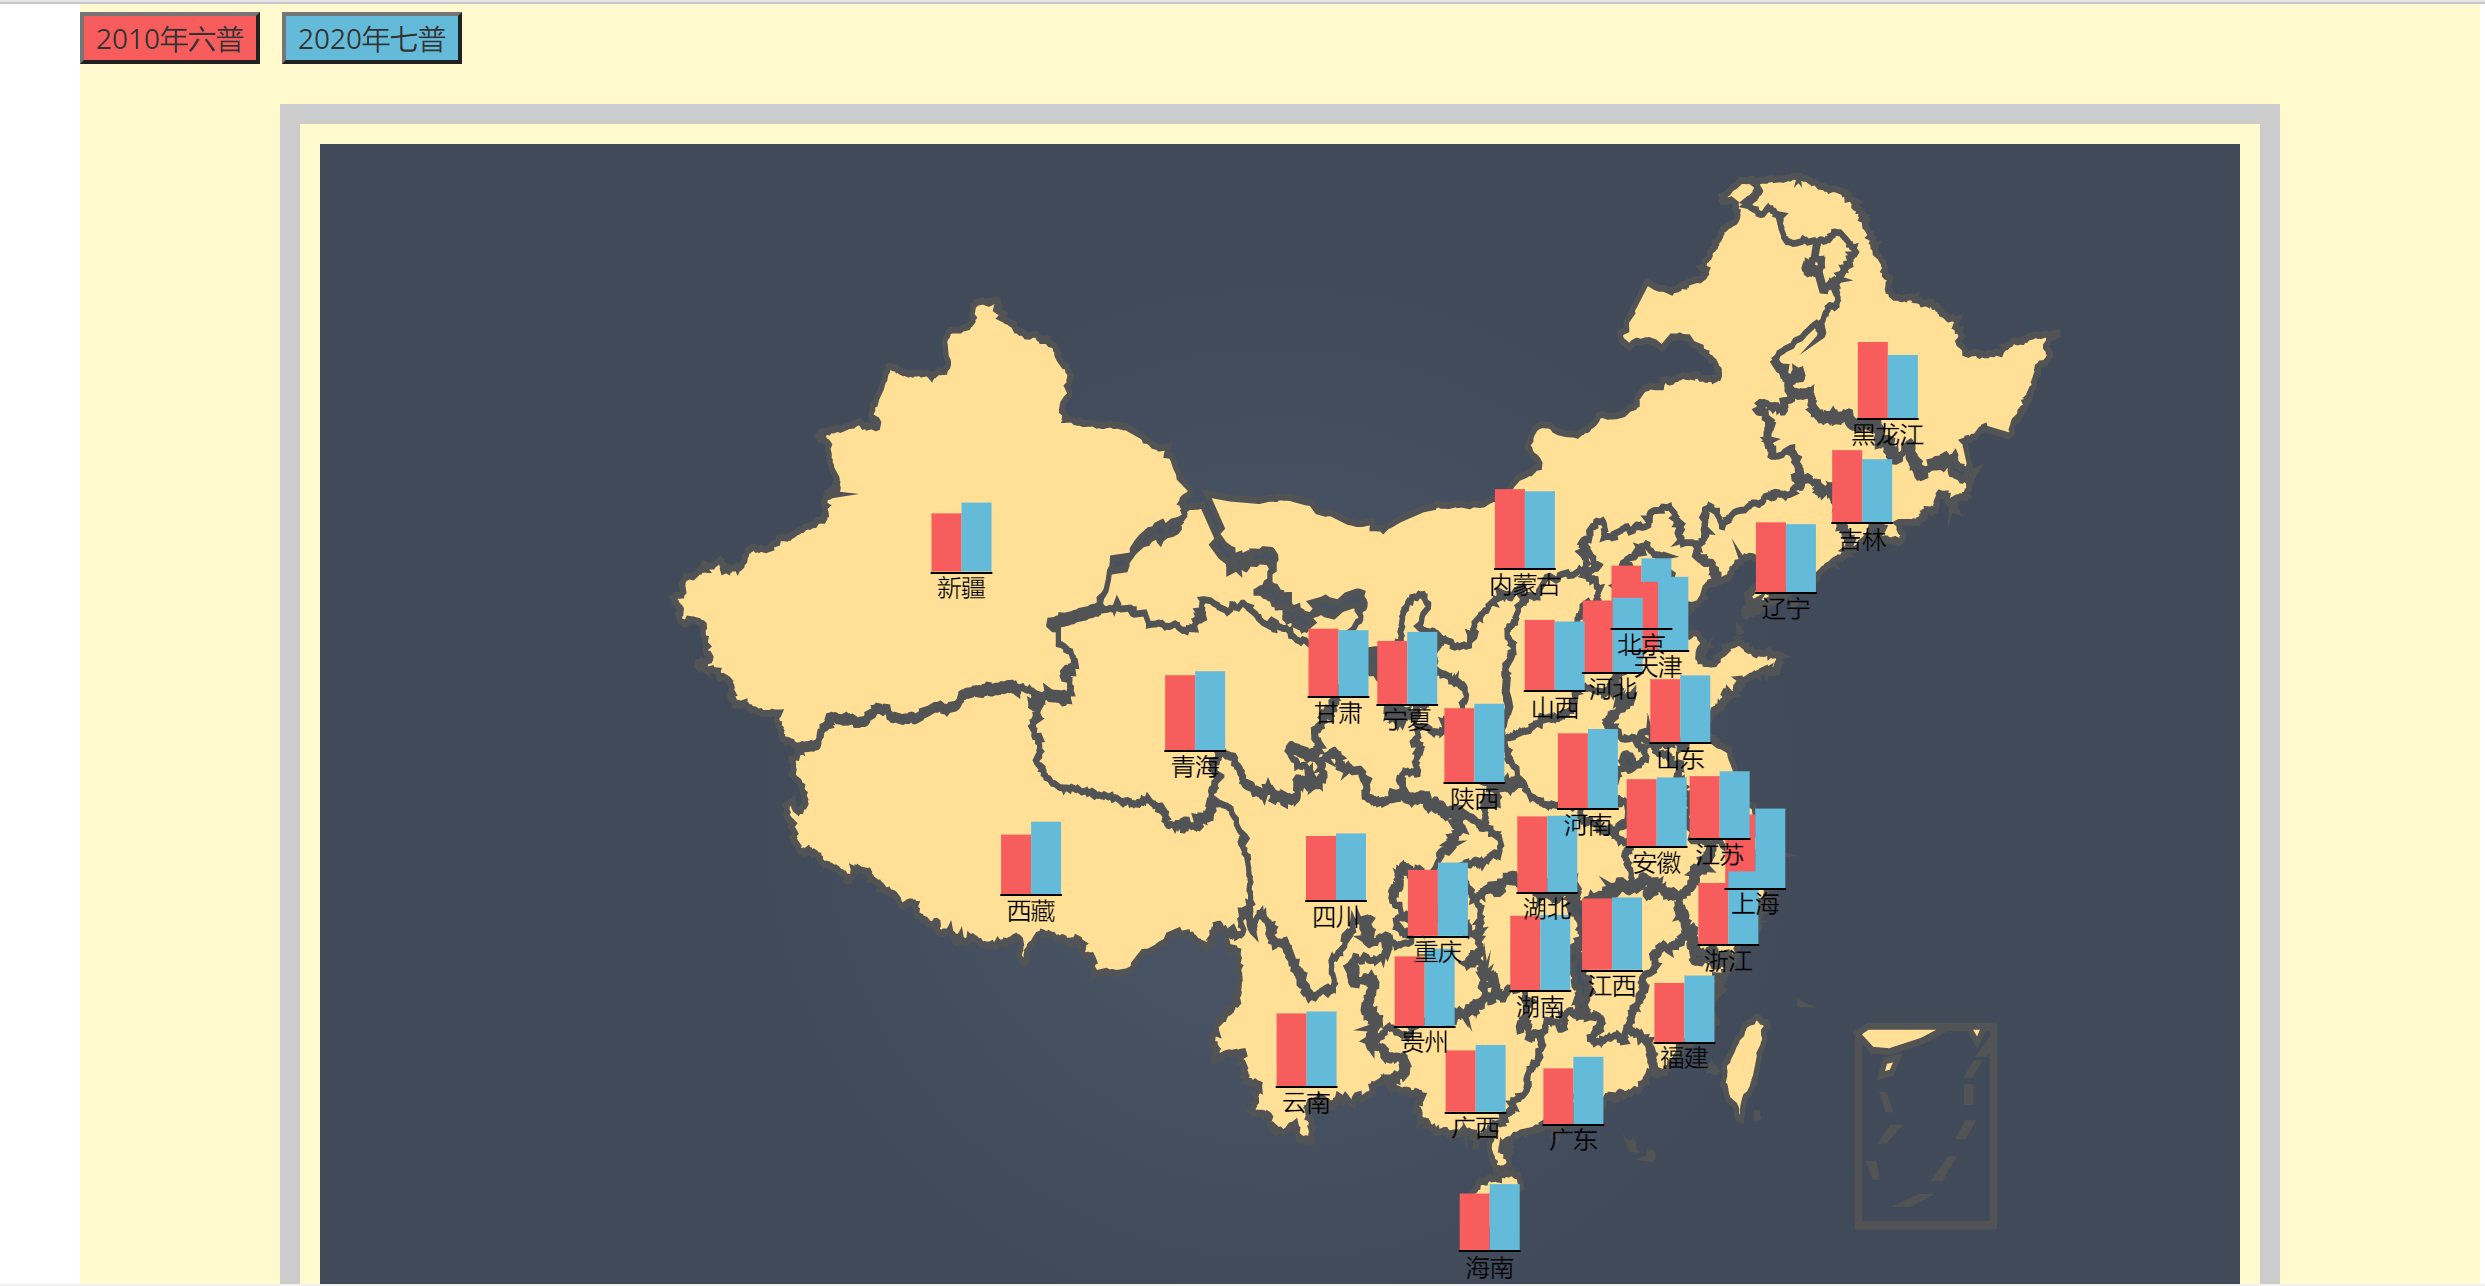 2010年六普
2020年七普
黑龙江
吉林
新疆
内蒙古
辽宁
北京
天津
河北
山西
甘肃
宁夏
山东
青海
陕西
河南
江苏
安徽
上海
西藏
四川
湖北
重庆
浙江
江西
湖南
贵州
福建
云南
广西
广东
海南